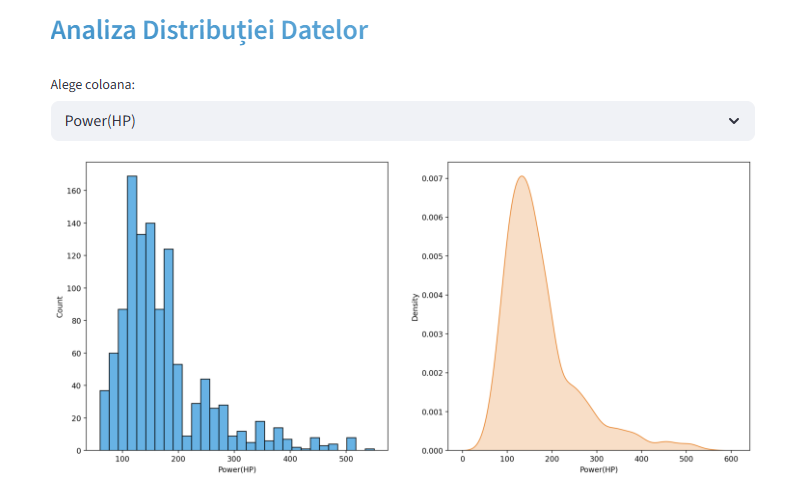 Analiza Distribuției Datelor
Alege coloana:
Power(HP)
160
140
120
100
80
60
40
20
0
Count
100 200 300 400 500
Power(HP)
0.007
0.006
0.005
0.004
0.003
0.002
0.001
0.000
Density
0 100 200 300 400 500 600
Power(HP)